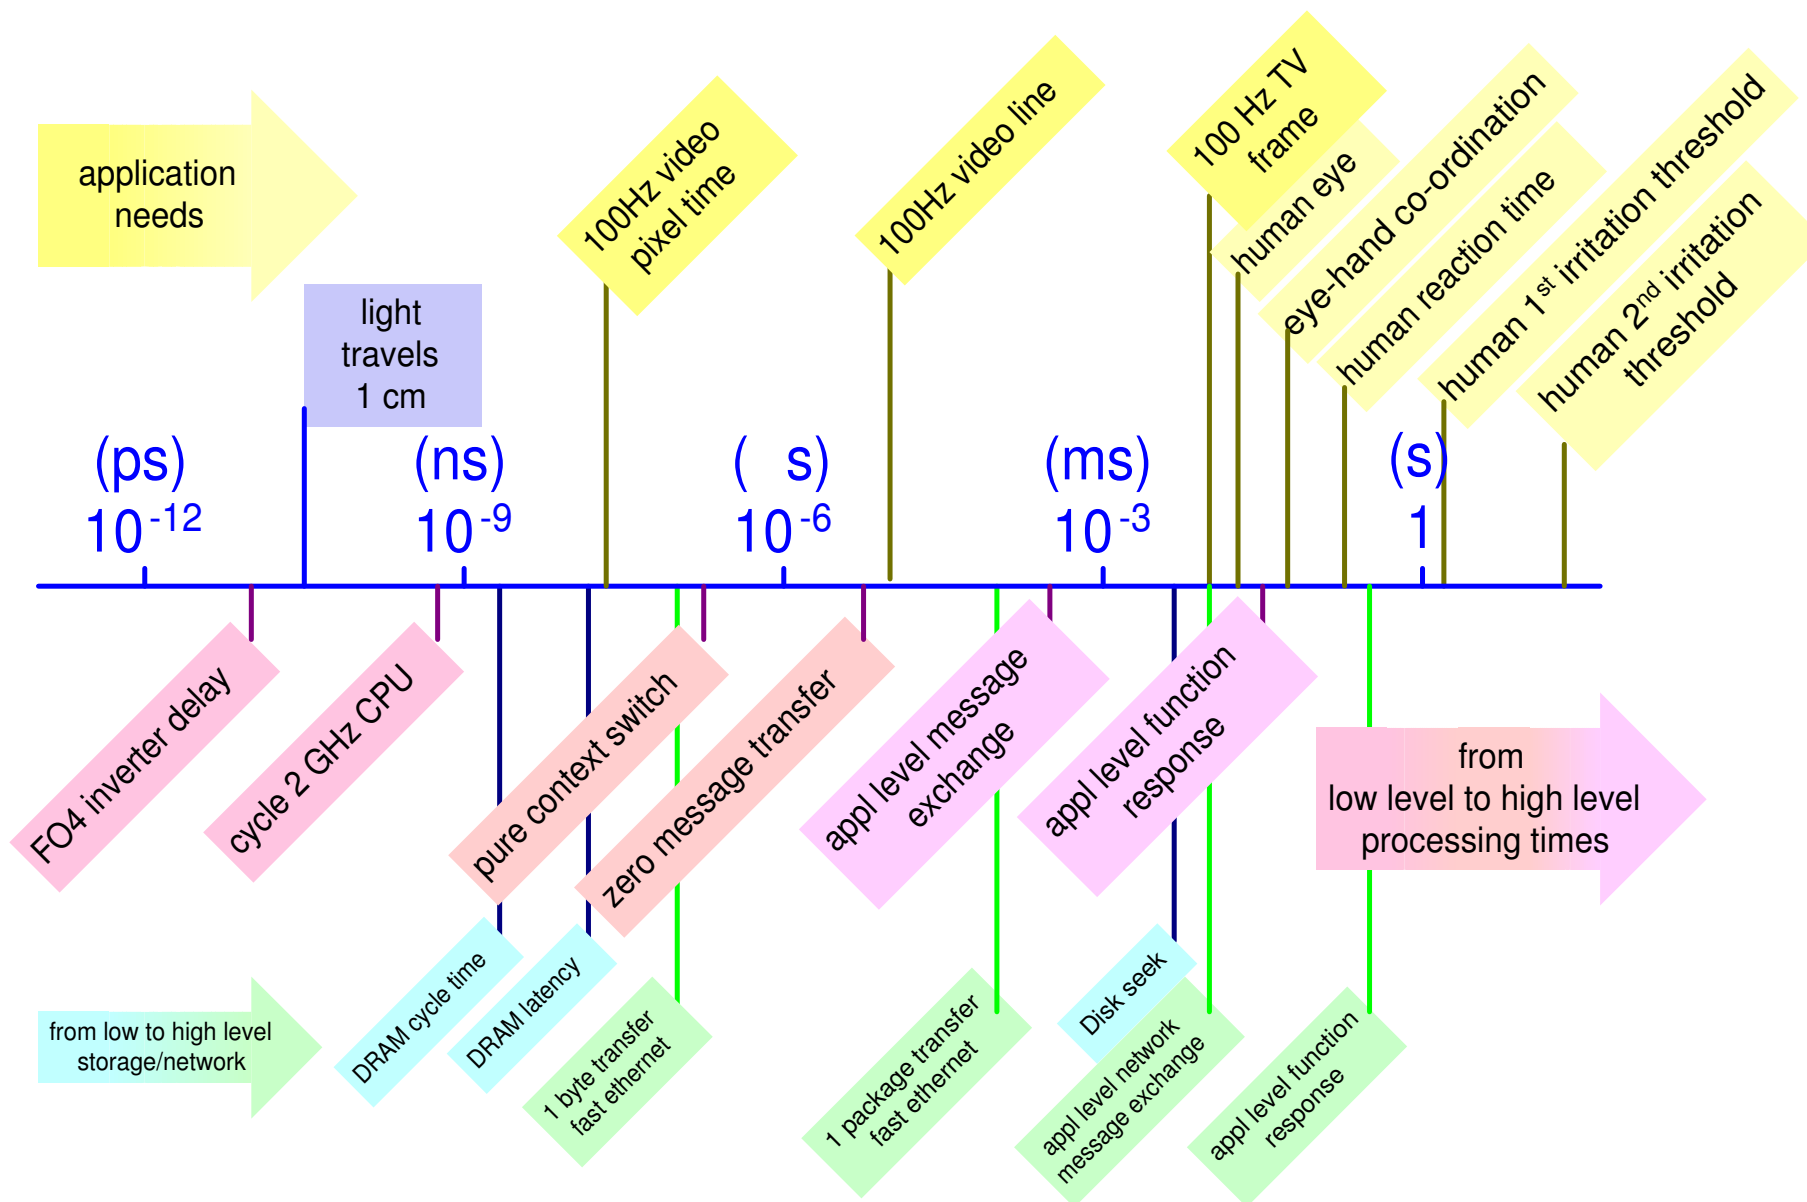 application
needs
light
travels
1 cm
100Hz video
pixel time
100Hz video line
100 Hz TV
frame
human eye
eye-hand co-ordination
human reaction time
human 1st irritation threshold
human 2nd irritation
threshold
(ps)
10-12
(ns)
10-9
( s)
10-6
(ms)
10-3
(s)
1
FO4 inverter delay
cycle 2 GHz CPU
pure context switch
zero message transfer
appl level message
exchange
appl level function
response
from
low level to high level
processing times
from low to high level
storage/network
DRAM cycle time
DRAM latency
1 byte transfer
fast ethernet
1 package transfer
fast ethernet
Disk seek
appl level network
message exchange
appl level function
response